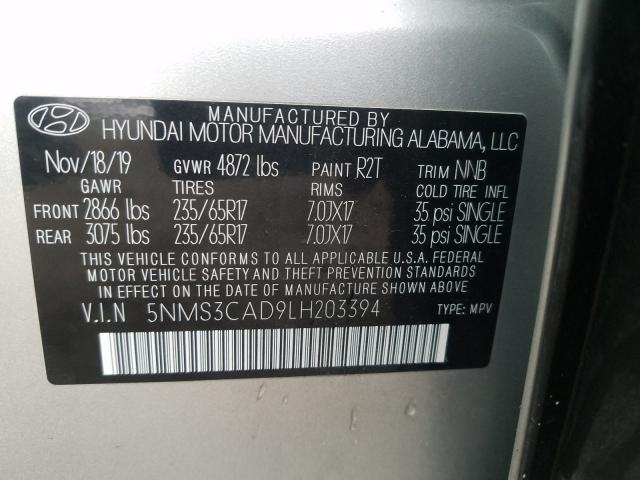 MANUFACTURED BY
HYUNDAI MOTOR MANUFACTURING ALABAMA, LLC
Nov/18/19 GVWR 4872 lbs PAINT R2T TRIM NNB
GAWR TIRES RIMS COLD TIRE INFL
FRONT 2866 lbs 235/65R17 7.0JX17 35 psi SINGLE
REAR 3075 lbs 235/65R17 7.0JX17 35 psi SINGLE
THIS VEHICLE CONFORMS TO ALL APPLICABLE U.S.A. FEDERAL
MOTOR VEHICLE SAFETY AND THEFT PREVENTION STANDARDS
IN EFFECT ON THE DATE OF MANUFACTURE SHOWN ABOVE
V.I.N 5NMS3CAD9LH203394 TYPE: MPV